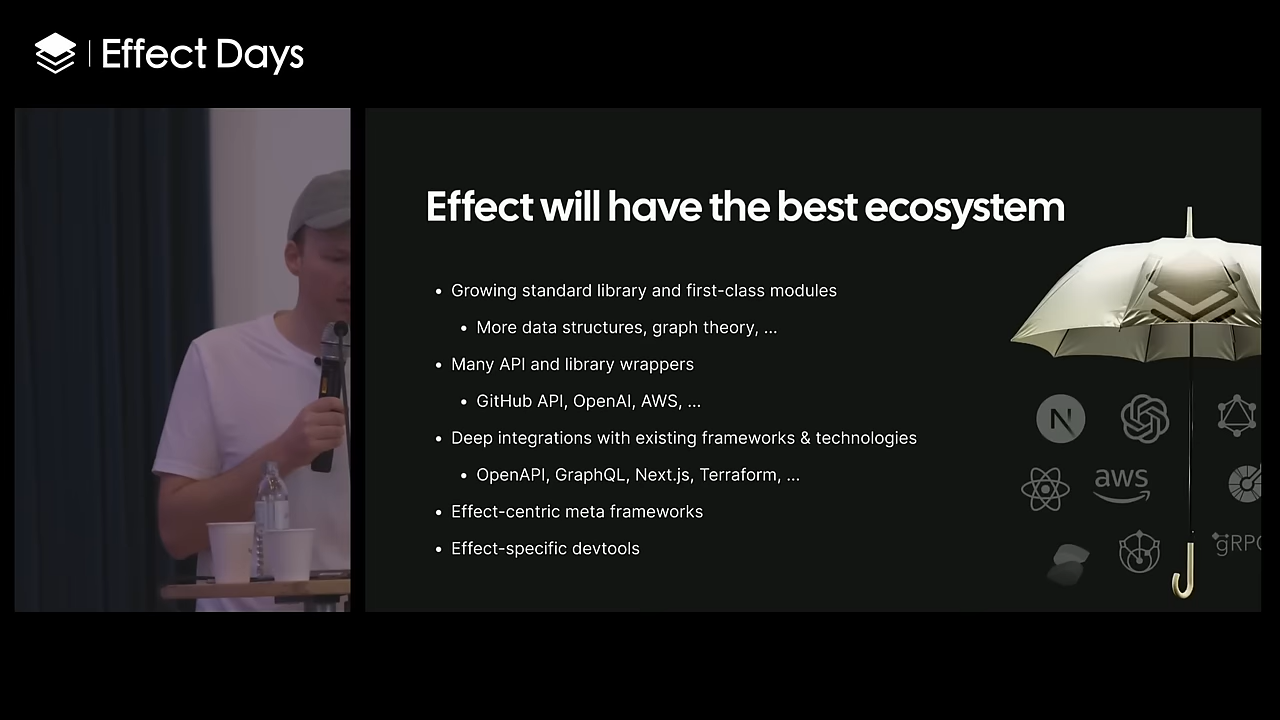 Effect Days
Effect will have the best ecosystem
Growing standard library and first-class modules
More data structures, graph theory, ...
Many API and library wrappers
GitHub API, OpenAI, AWS, ...
Deep integrations with existing frameworks & technologies
OpenAPI, GraphQL, Next.js, Terraform, ...
Effect-centric meta frameworks
Effect-specific devtools
N
aws
gRPC